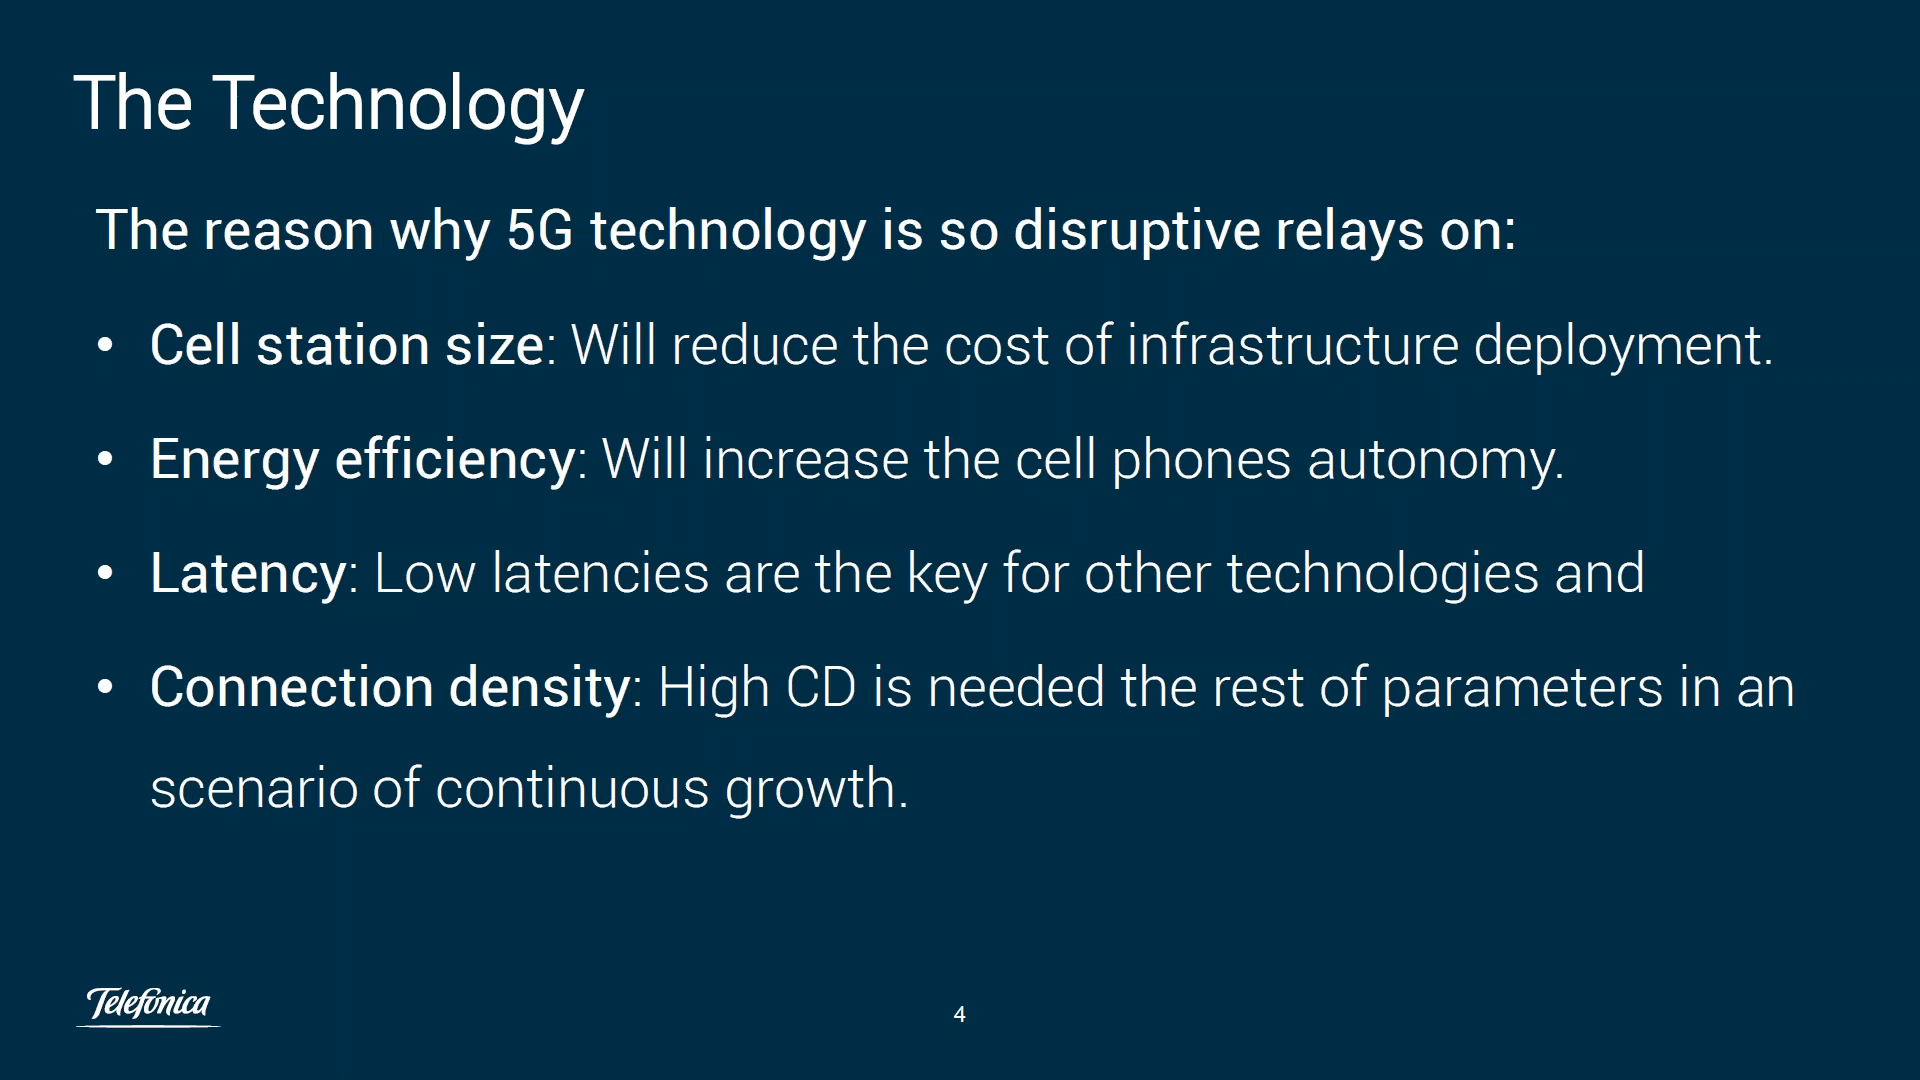 The Technology
The reason why 5G technology is so disruptive relays on:
• Cell station size: Will reduce the cost of infrastructure deployment.
• Energy efficiency: Will increase the cell phones autonomy.
• Latency: Low latencies are the key for other technologies and
• Connection density: High CD is needed the rest of parameters in an
scenario of continuous growth.
Telefónica
4